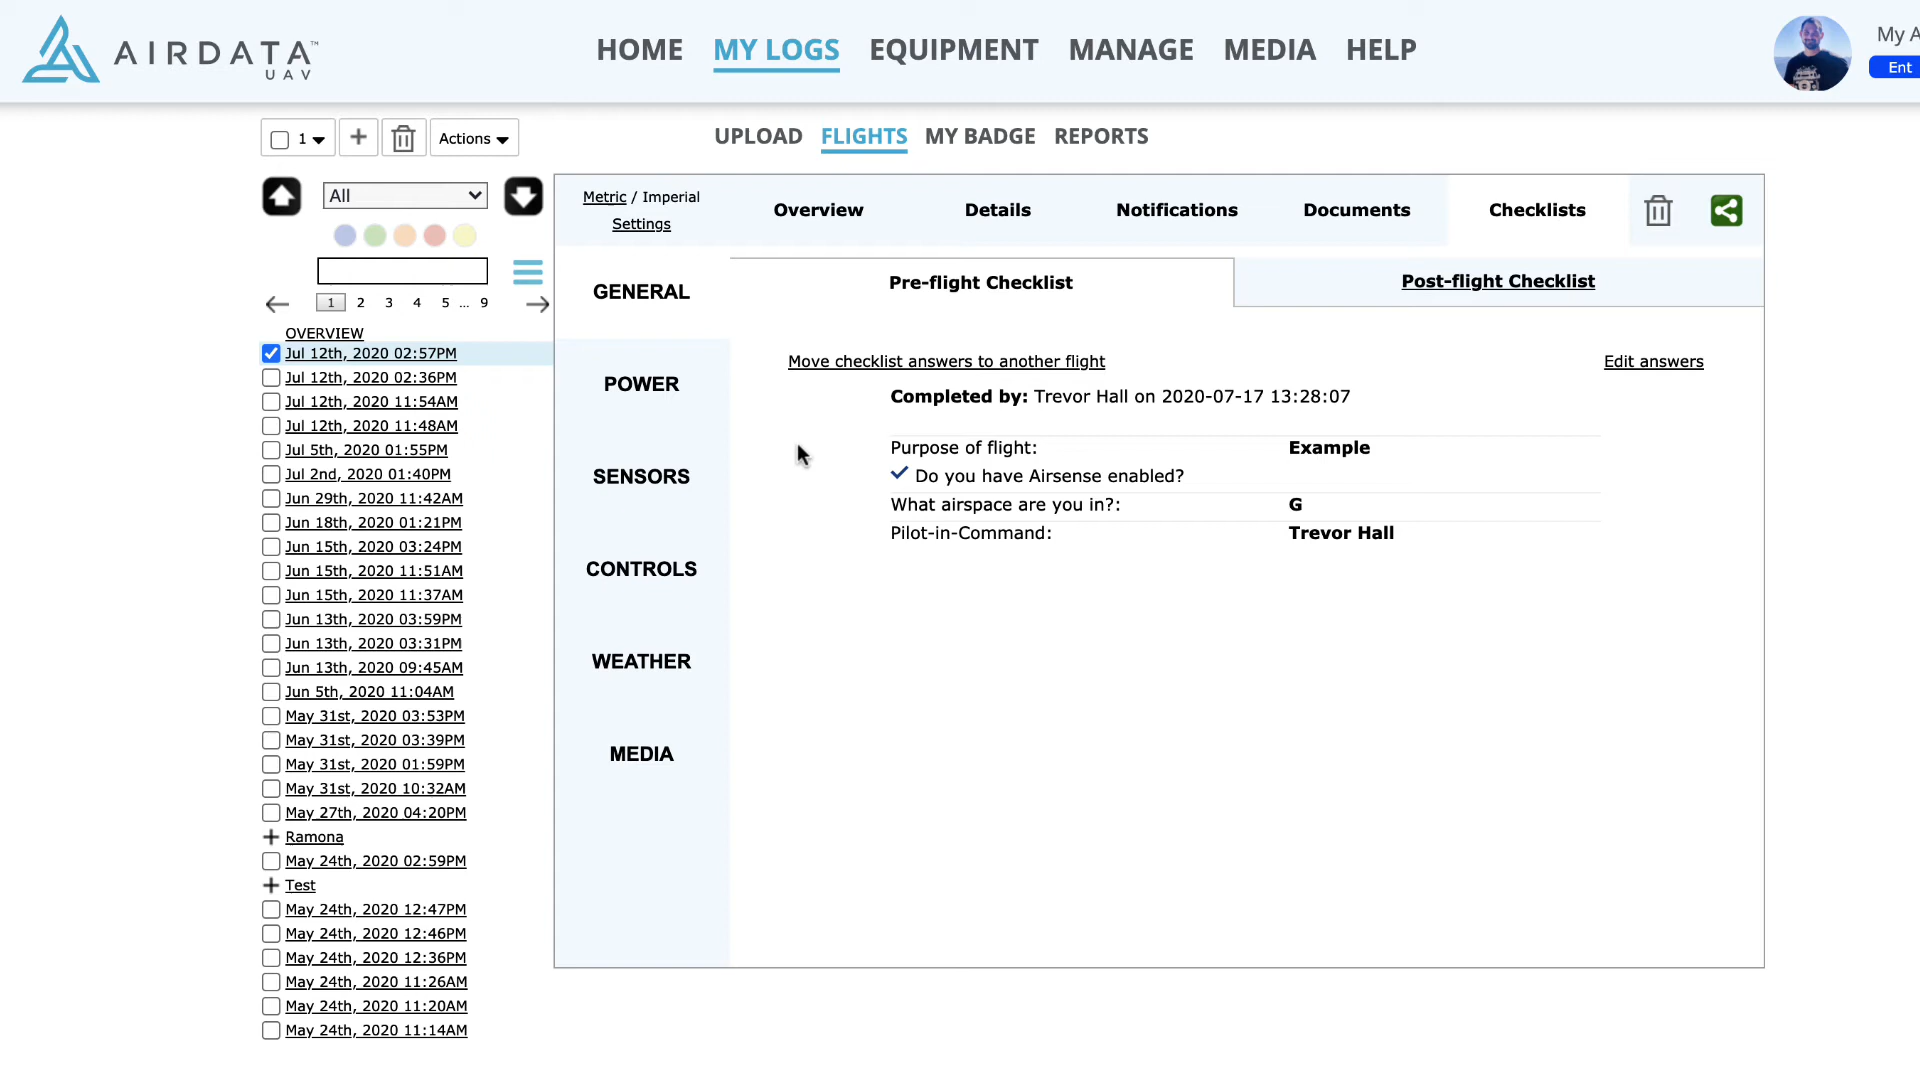 AIRDATA™
UAV
HOME MY LOGS EQUIPMENT MANAGE MEDIA HELP
My A
Ent
1
Actions
UPLOAD FLIGHTS MY BADGE REPORTS
All
1 2 3 4 5 ... 9
OVERVIEW
Jul 12th, 2020 02:57PM
Jul 12th, 2020 02:36PM
Jul 12th, 2020 11:54AM
Jul 12th, 2020 11:48AM
Jul 5th, 2020 01:55PM
Jul 2nd, 2020 01:40PM
Jun 29th, 2020 11:42AM
Jun 18th, 2020 01:21PM
Jun 15th, 2020 03:24PM
Jun 15th, 2020 11:51AM
Jun 15th, 2020 11:37AM
Jun 13th, 2020 03:59PM
Jun 13th, 2020 03:31PM
Jun 13th, 2020 09:45AM
Jun 5th, 2020 11:04AM
May 31st, 2020 03:53PM
May 31st, 2020 03:39PM
May 31st, 2020 01:59PM
May 31st, 2020 10:32AM
May 27th, 2020 04:20PM
Ramona
May 24th, 2020 02:59PM
Test
May 24th, 2020 12:47PM
May 24th, 2020 12:46PM
May 24th, 2020 12:36PM
May 24th, 2020 11:26AM
May 24th, 2020 11:20AM
May 24th, 2020 11:14AM
Metric / Imperial
Settings
Overview Details Notifications Documents Checklists
GENERAL
POWER
SENSORS
CONTROLS
WEATHER
MEDIA
Pre-flight Checklist Post-flight Checklist
Move checklist answers to another flight Edit answers
Completed by: Trevor Hall on 2020-07-17 13:28:07
Purpose of flight: Example
Do you have Airsense enabled?
What airspace are you in?: G
Pilot-in-Command: Trevor Hall